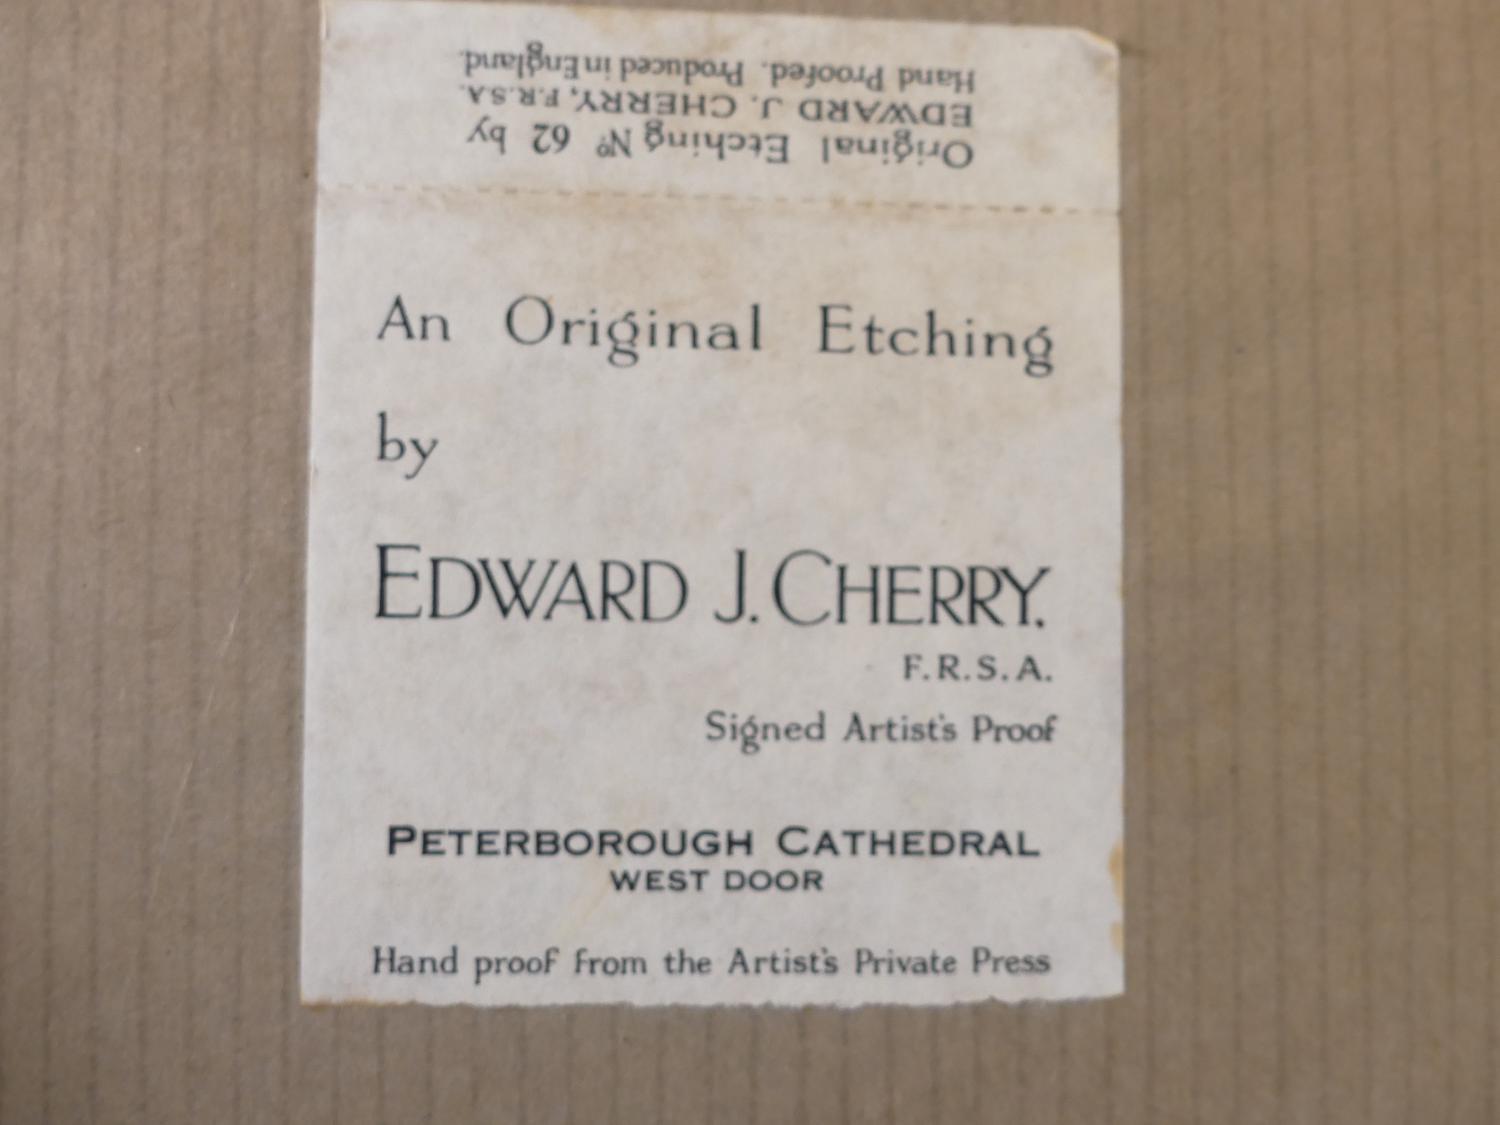 Original Etching Nº 62 by
EDWARD J. CHERRY, F.R.S.A.
Hand Proofed. Produced in England.
An Original Etching
by
EDWARD J. CHERRY.
F.R.S.A.
Signed Artist's Proof
PETERBOROUGH CATHEDRAL
WEST DOOR
Hand proof from the Artist's Private Press